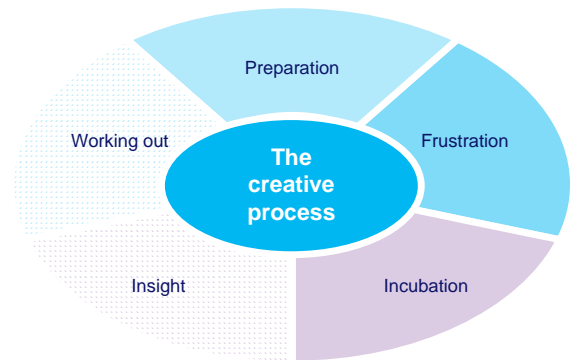 Preparation
Working out
Frustration
The
creative
process
Insight
Incubation